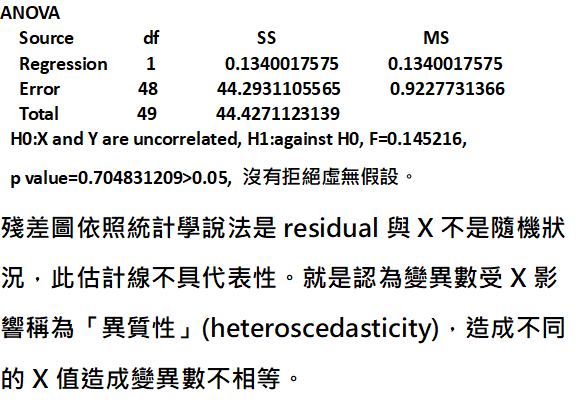 ANOVA
Source df SS MS
Regression 1 0.1340017575 0.1340017575
Error 48 44.2931105565 0.9227731366
Total 49 44.4271123139
H0:X and Y are uncorrelated, H1:against H0, F=0.145216,
p value=0.704831209>0.05, 沒有拒絕虛無假設。
殘差圖依照統計學說法是 residual 與 X 不是隨機狀
況，此估計線不具代表性。就是認為變異數受 X 影
響稱為「異質性」(heteroscedasticity)，造成不同
的 X 值造成變異數不相等。